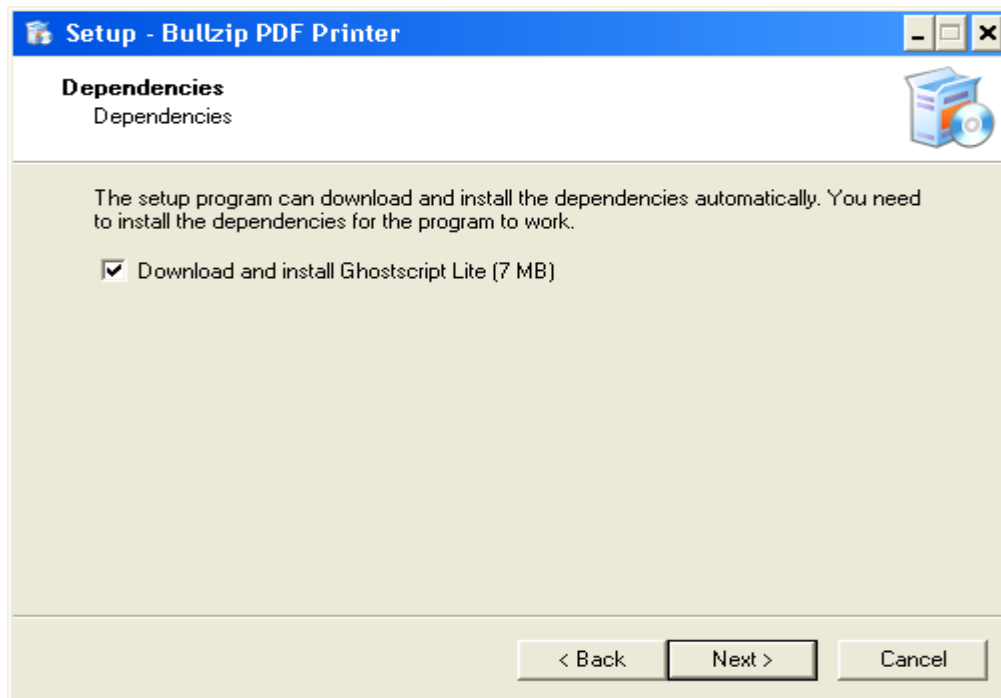 Setup - Bullzip PDF Printer
Dependencies
Dependencies
The setup program can download and install the dependencies automatically. You need
to install the dependencies for the program to work.
Download and install Ghostscript Lite (7 MB)
< Back
Next >
Cancel